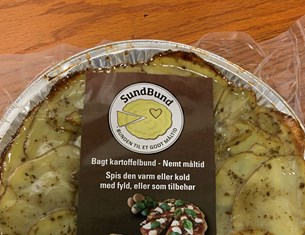 SundBund
BUNDEN TIL ET GODT MÅLTID
Bagt kartoffelbund - Nemt måltid
Spis den varm eller kold
med fyld, eller som tilbehør